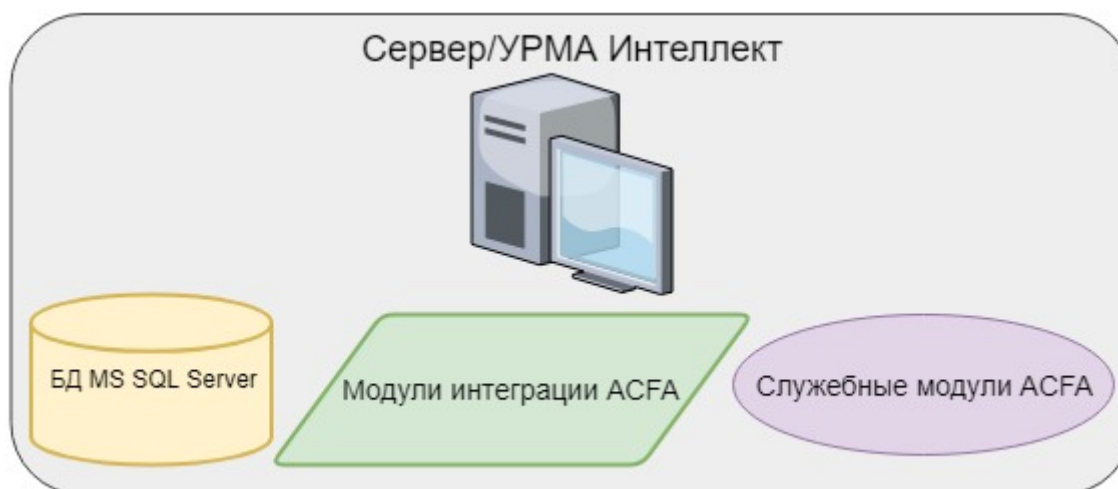 Сервер/УРМА Интеллект
БД MS SQL Server
Модули интеграции ACFA
Служебные модули ACFA